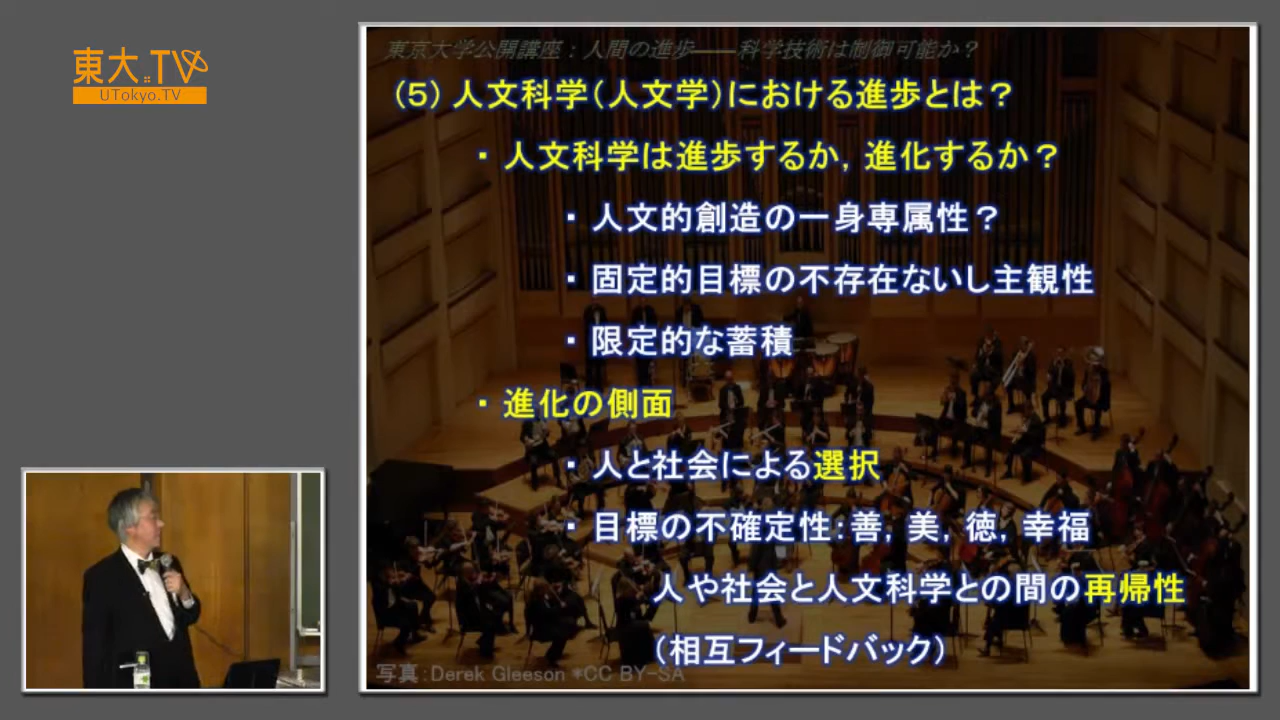 東大.TV
UTokyo.TV
東京大学公開講座：人間の進歩――科学技術は制御可能か？
（5）人文科学（人文学）における進歩とは？
・人文科学は進歩するか，進化するか？
・人文的創造の一身専属性？
・固定的目標の不存在ないし主観性
・限定的な蓄積
・進化の側面
・人と社会による選択
・目標の不確定性：善，美，徳，幸福
人や社会と人文科学との間の再帰性
（相互フィードバック）
写真：Derek Gleeson *CC BY-SA